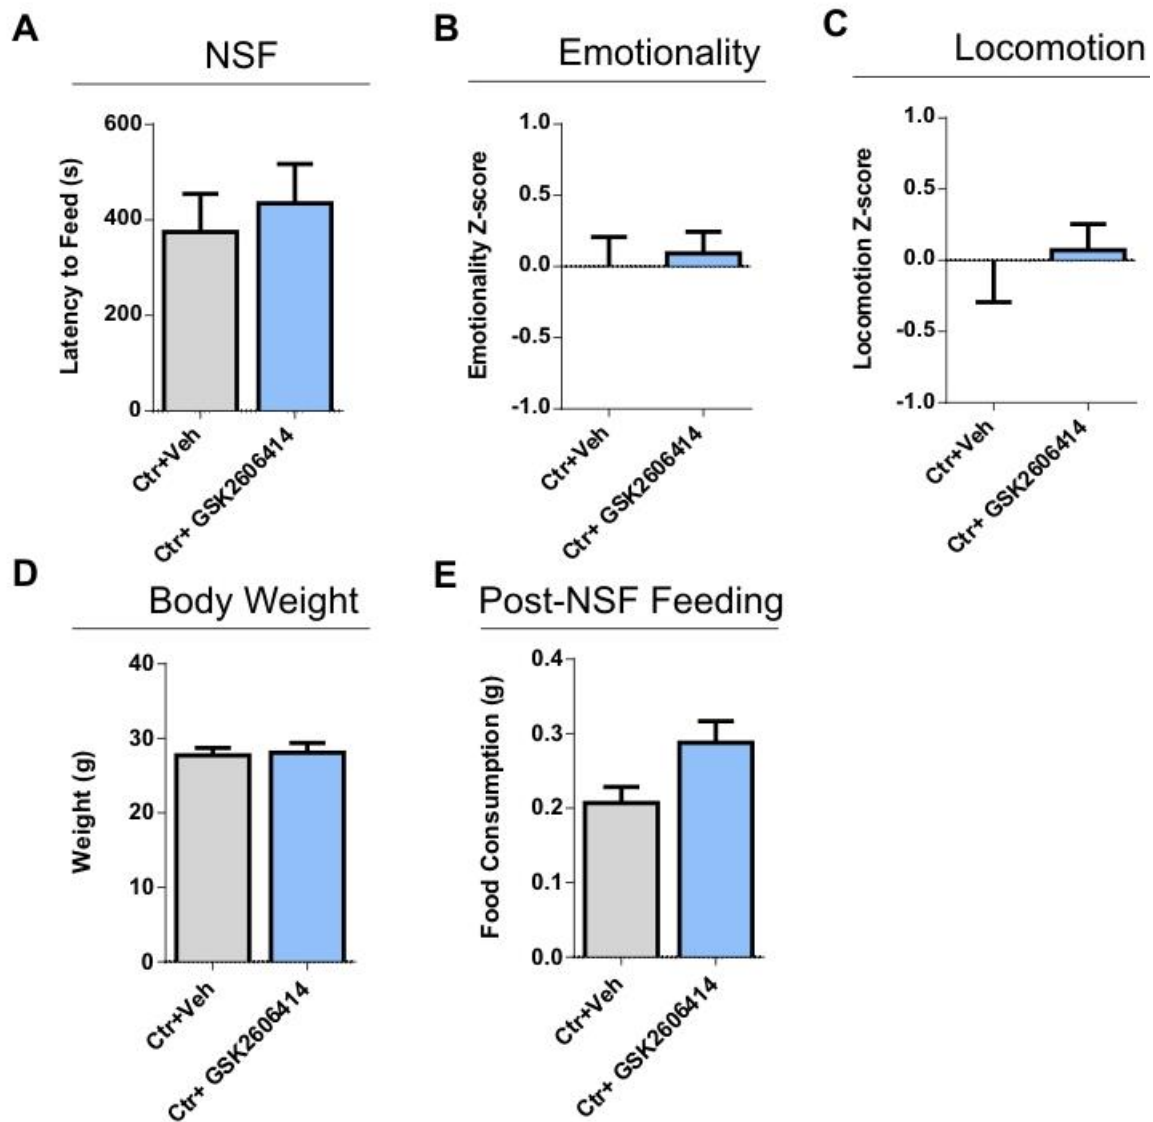 A
NSF
Latency to Feed (s)
600
400
200
0
Ctr+Veh
Ctr+ GSK2606414
B
Emotionality
Emotionality Z-score
1.0
0.5
0.0
-0.5
-1.0
Ctr+Veh
Ctr+ GSK2606414
C
Locomotion
Locomotion Z-score
1.0
0.5
0.0
-0.5
-1.0
Ctr+Veh
Ctr+ GSK2606414
D
Body Weight
Weight (g)
40
30
20
10
0
Ctr+Veh
Ctr+ GSK2606414
E
Post-NSF Feeding
Food Consumption (g)
0.4
0.3
0.2
0.1
0.0
Ctr+Veh
Ctr+ GSK2606414